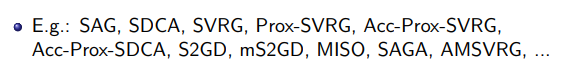 E.g.: SAG, SDCA, SVRG, Prox-SVRG, Acc-Prox-SVRG,
Acc-Prox-SDCA, S2GD, mS2GD, MISO, SAGA, AMSVRG, ...